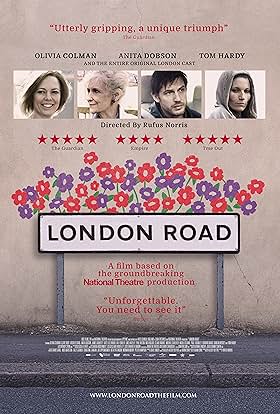 "Utterly gripping, a unique triumph"
The Guardian
OLIVIA COLMAN ANITA DOBSON TOM HARDY
AND THE ENTIRE ORIGINAL LONDON CAST
Directed By Rufus Norris
★★★★★ ★★★★★ ★★★★★
The Guardian Empire Time Out
LONDON ROAD
A film based on
the groundbreaking
National Theatre production
"Unforgettable.
You need to see it"
WWW.LONDONROADTHEFILM.COM